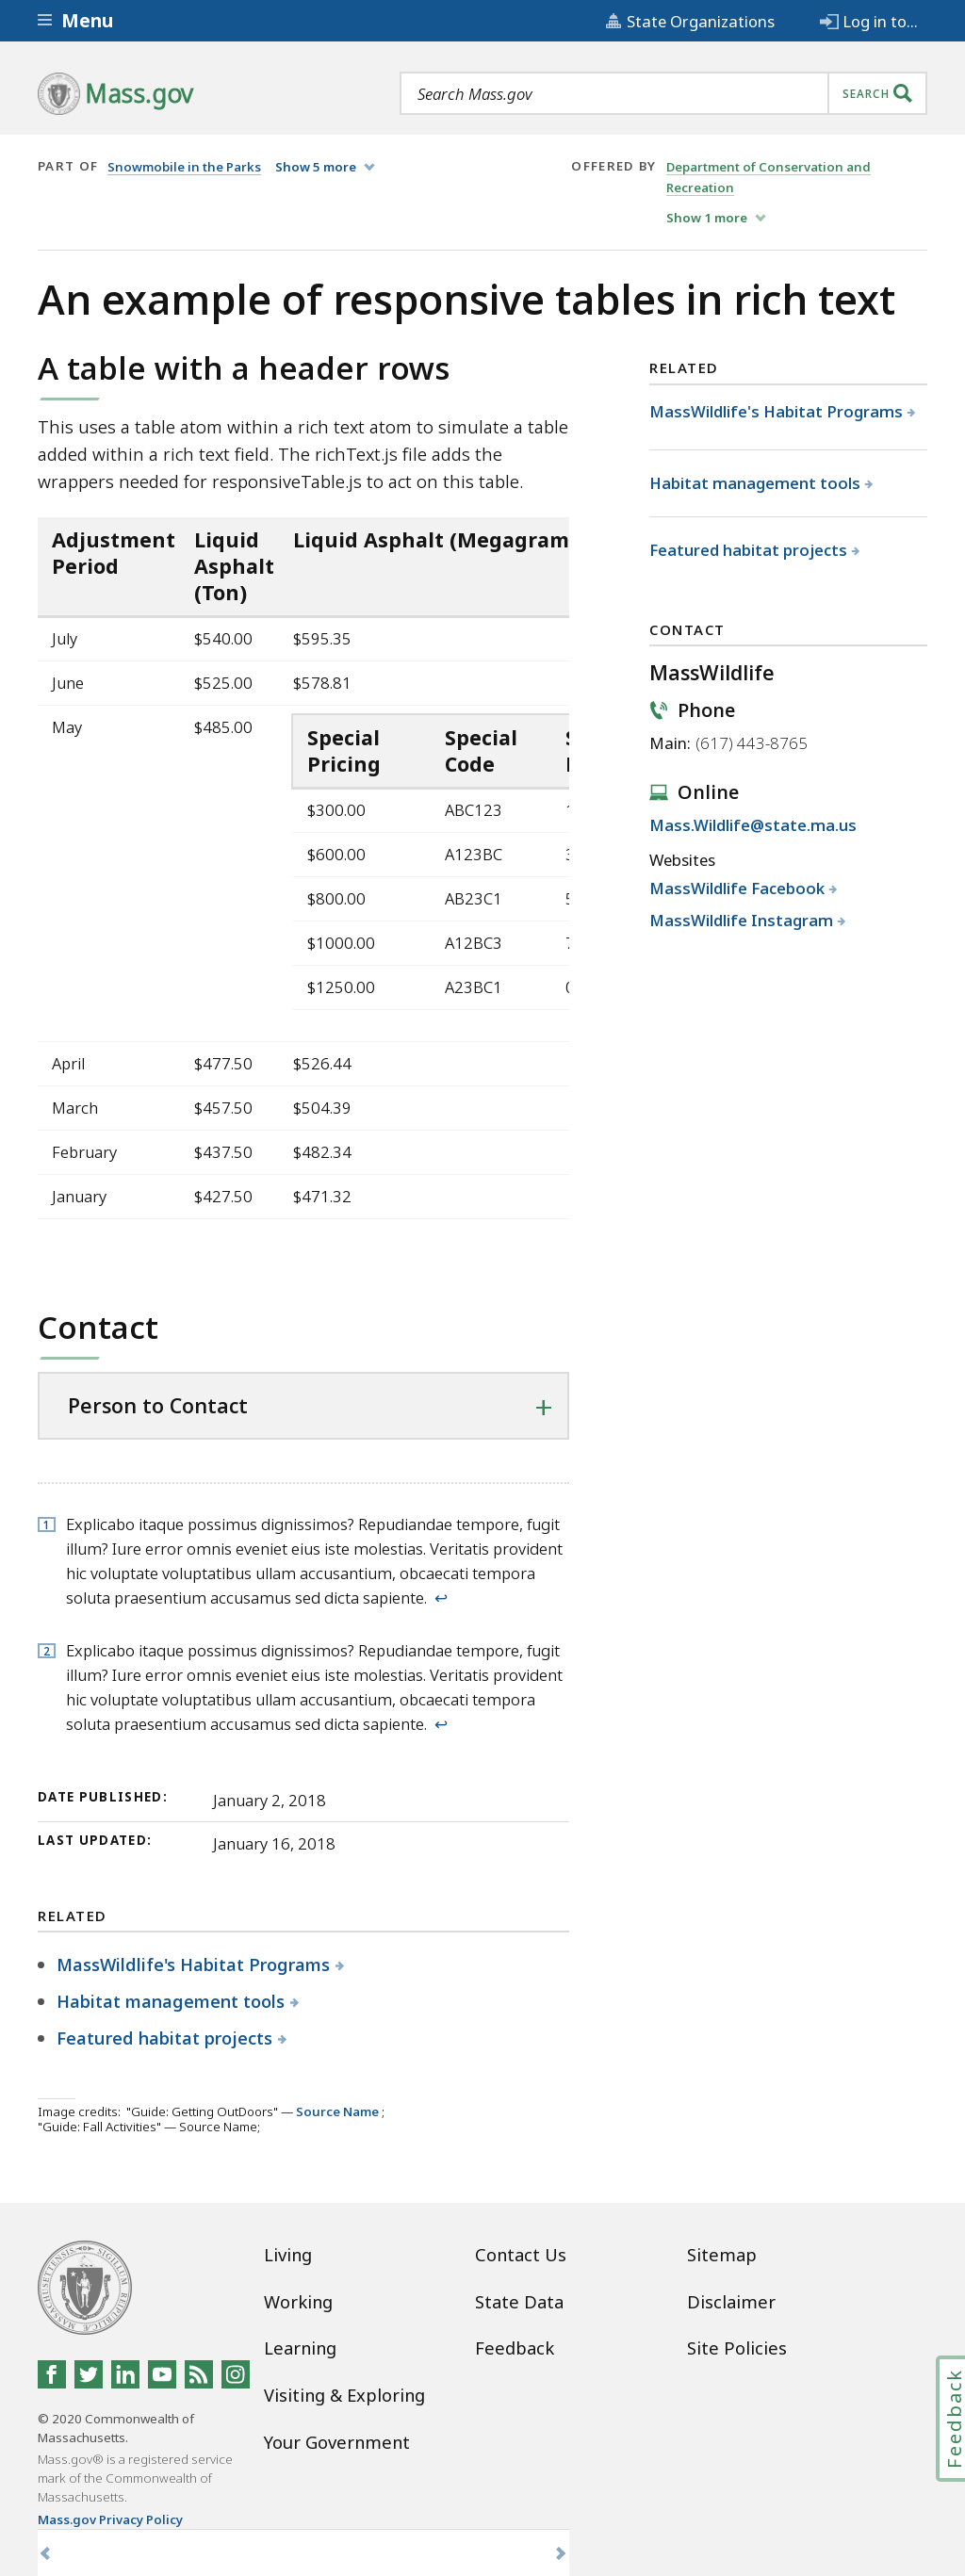 Menu
State Organizations
Log in to...
Mass.gov
Search Mass.gov
SEARCH
PART OF Snowmobile in the Parks Show 5 more
OFFERED BY Department of Conservation and
Recreation
Show 1 more
An example of responsive tables in rich text
A table with a header rows
This uses a table atom within a rich text atom to simulate a table
added within a rich text field. The richText.js file adds the
wrappers needed for responsiveTable.js to act on this table.
Adjustment Period
Liquid Asphalt (Ton)
Liquid Asphalt (Megagram
July $540.00 $595.35
June $525.00 $578.81
May $485.00
Special Pricing
Special Code
$300.00 ABC123
$600.00 A123BC
$800.00 AB23C1
$1000.00 A12BC3
$1250.00 A23BC1
April $477.50 $526.44
March $457.50 $504.39
February $437.50 $482.34
January $427.50 $471.32
RELATED
MassWildlife's Habitat Programs
Habitat management tools
Featured habitat projects
CONTACT
MassWildlife
Phone
Main: (617) 443-8765
Online
Mass.Wildlife@state.ma.us
Websites
MassWildlife Facebook
MassWildlife Instagram
Contact
Person to Contact +
1 Explicabo itaque possimus dignissimos? Repudiandae tempore, fugit
illum? Iure error omnis eveniet eius iste molestias. Veritatis provident
hic voluptate voluptatibus ullam accusantium, obcaecati tempora
soluta praesentium accusamus sed dicta sapiente. ↩
2 Explicabo itaque possimus dignissimos? Repudiandae tempore, fugit
illum? Iure error omnis eveniet eius iste molestias. Veritatis provident
hic voluptate voluptatibus ullam accusantium, obcaecati tempora
soluta praesentium accusamus sed dicta sapiente. ↩
DATE PUBLISHED: January 2, 2018
LAST UPDATED: January 16, 2018
RELATED
• MassWildlife's Habitat Programs
• Habitat management tools
• Featured habitat projects
Image credits: "Guide: Getting OutDoors" — Source Name ;
"Guide: Fall Activities" — Source Name;
Living
Working
Learning
Visiting & Exploring
Your Government
Contact Us
State Data
Feedback
Sitemap
Disclaimer
Site Policies
© 2020 Commonwealth of
Massachusetts.
Mass.gov® is a registered service
mark of the Commonwealth of
Massachusetts.
Mass.gov Privacy Policy
Feedback